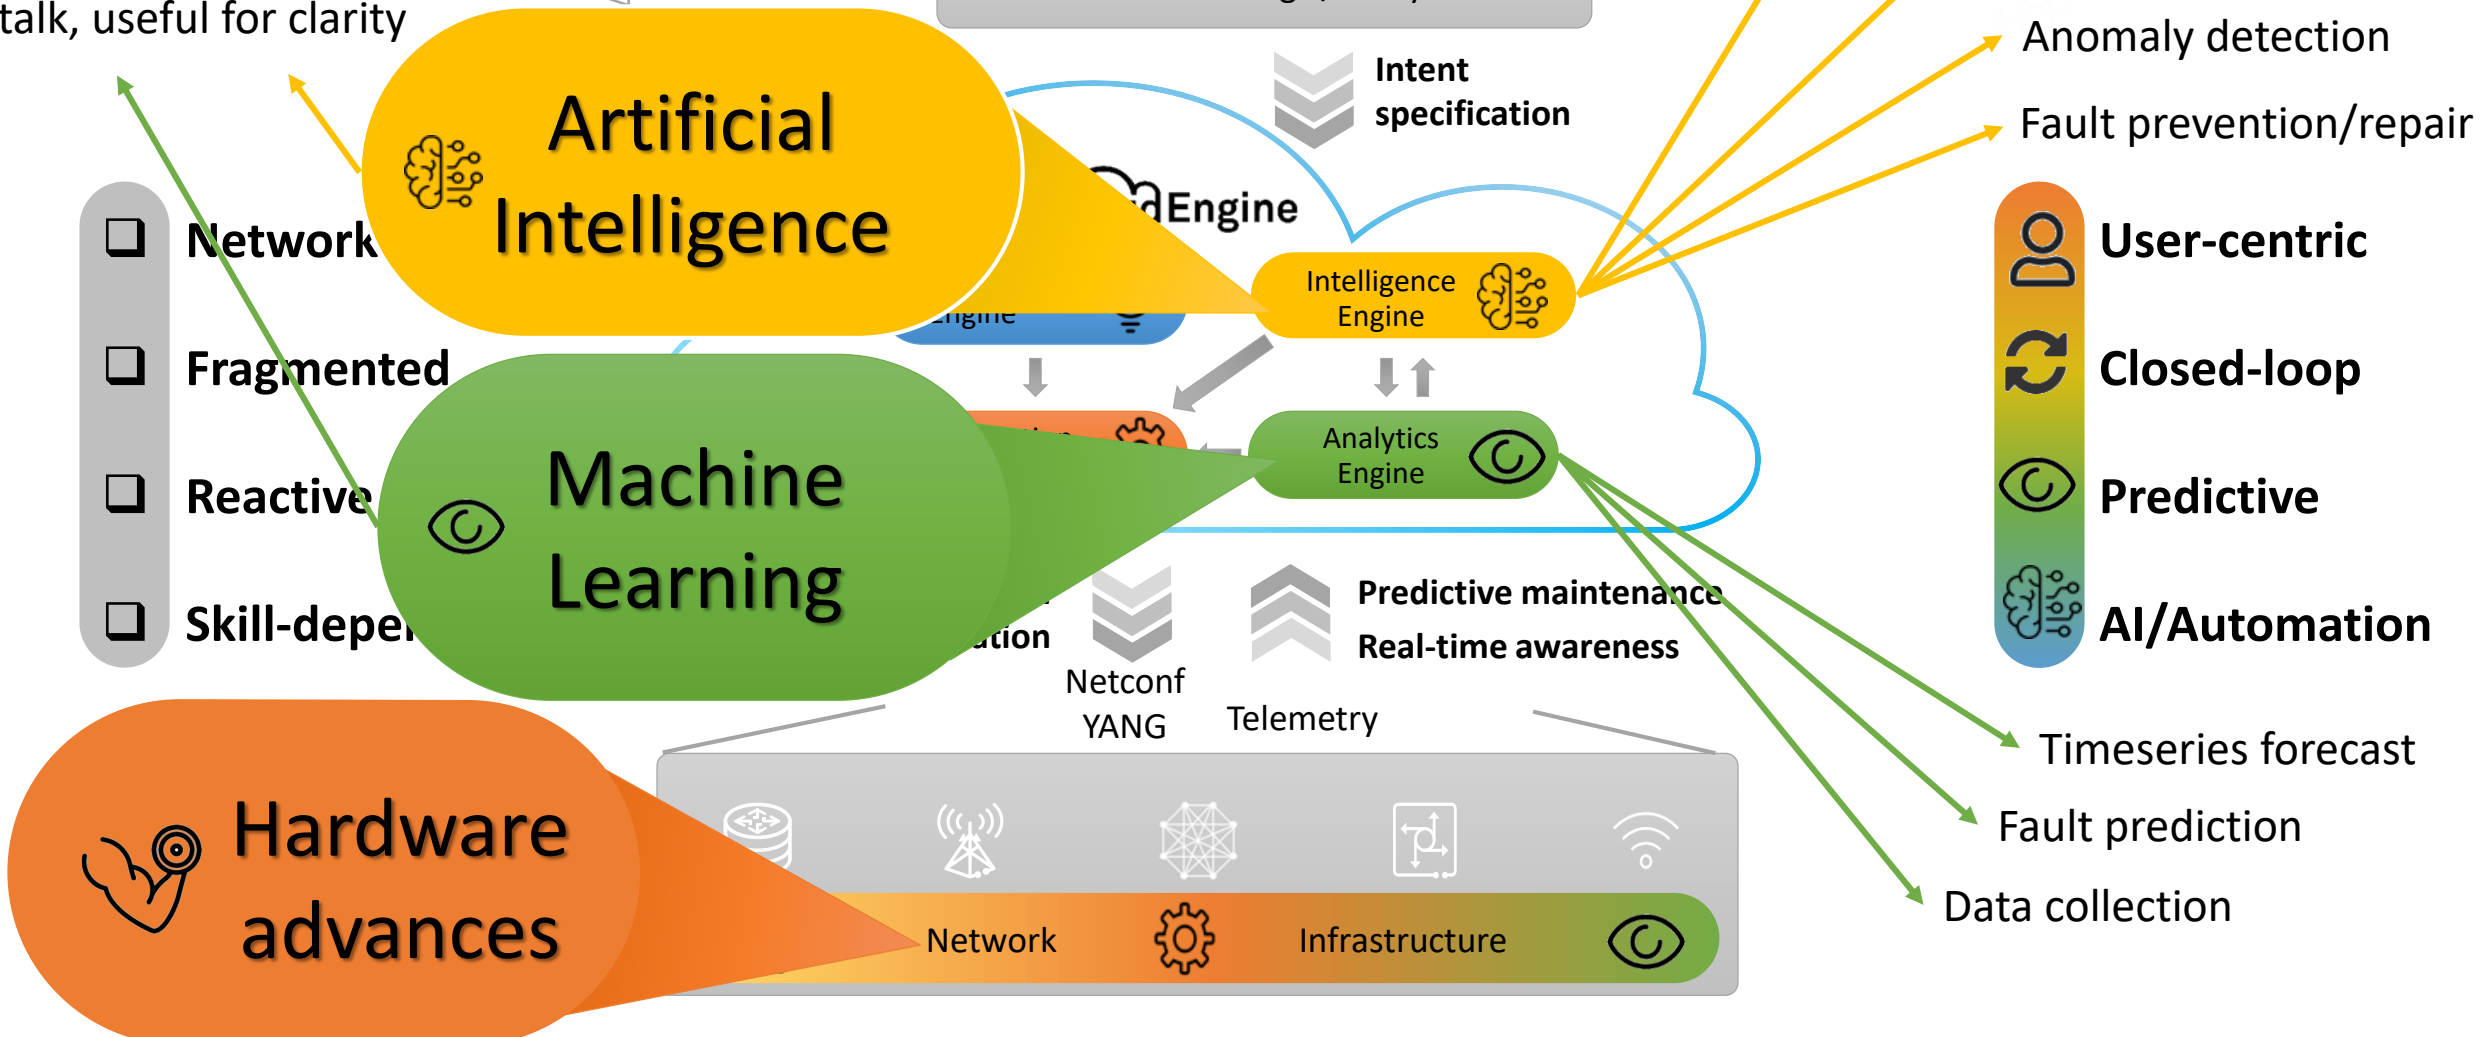 talk, useful for clarity
Anomaly detection
Fault prevention/repair
Intent
specification
Artificial
Intelligence
Engine
Intelligence
Engine
Network
Fragmented
Reactive
Machine
Learning
Analytics
Engine
User-centric
Closed-loop
Predictive
AI/Automation
Predictive maintenance
Real-time awareness
Netconf
YANG
Telemetry
Timeseries forecast
Fault prediction
Data collection
Hardware
advances
Network
Infrastructure